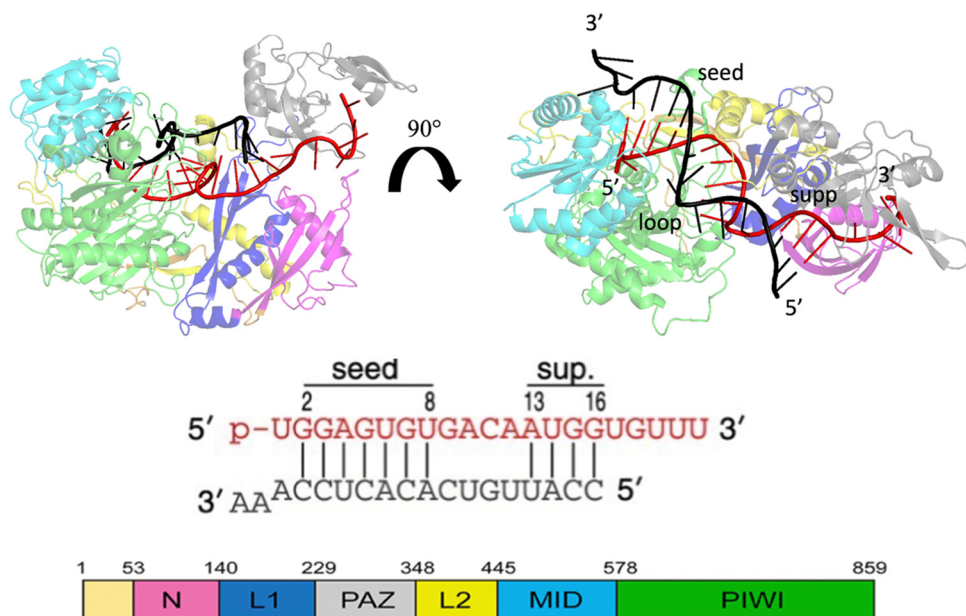 3'
seed
90°
5'
supp
3'
loop
5'
seed sup.
2 8 13 16
5' p-UGGAGUGUGACAAUGGUGUUU 3'
3' AAACCUCACACUGUUACC 5'
1 53 140 229 348 445 578 859
N L1 PAZ L2 MID PIWI